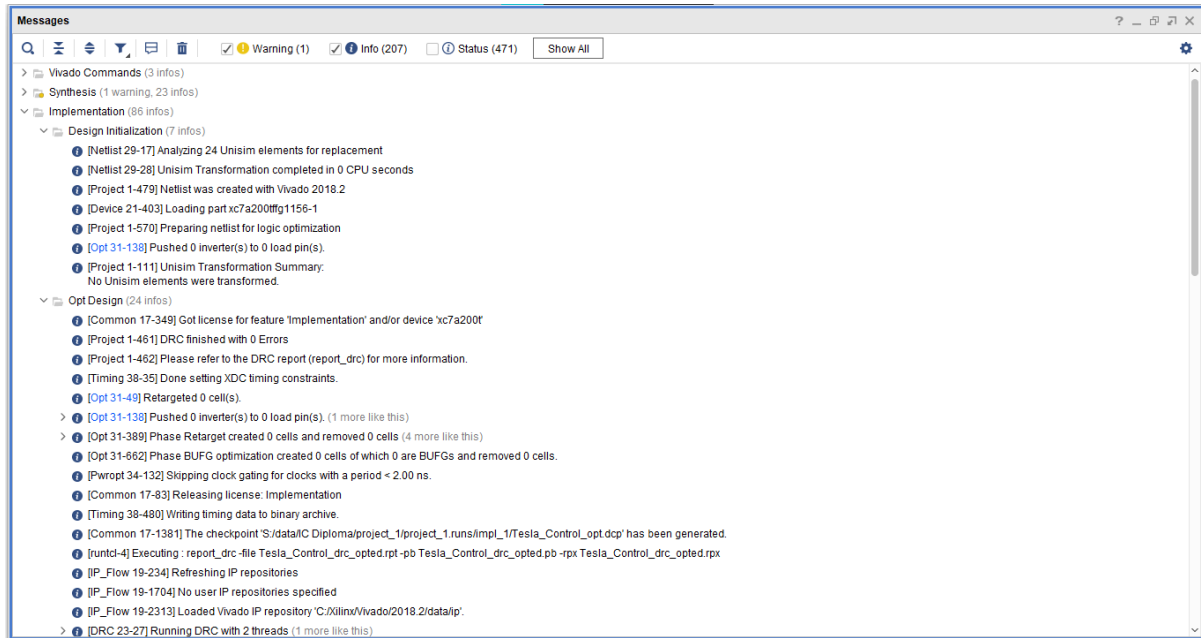 Messages
Warning (1) Info (207) Status (471) Show All
Vivado Commands (3 infos)
Synthesis (1 warning, 23 infos)
Implementation (86 infos)
Design Initialization (7 infos)
[Netlist 29-17] Analyzing 24 Unisim elements for replacement
[Netlist 29-28] Unisim Transformation completed in 0 CPU seconds
[Project 1-479] Netlist was created with Vivado 2018.2
[Device 21-403] Loading part xc7a200tffg1156-1
[Project 1-570] Preparing netlist for logic optimization
[Opt 31-138] Pushed 0 inverter(s) to 0 load pin(s).
[Project 1-111] Unisim Transformation Summary:
No Unisim elements were transformed.
Opt Design (24 infos)
[Common 17-349] Got license for feature 'Implementation' and/or device 'xc7a200t'
[Project 1-461] DRC finished with 0 Errors
[Project 1-462] Please refer to the DRC report (report_drc) for more information.
[Timing 38-35] Done setting XDC timing constraints.
[Opt 31-49] Retargeted 0 cell(s).
[Opt 31-138] Pushed 0 inverter(s) to 0 load pin(s). (1 more like this)
[Opt 31-389] Phase Retarget created 0 cells and removed 0 cells (4 more like this)
[Opt 31-662] Phase BUFG optimization created 0 cells of which 0 are BUFGs and removed 0 cells.
[Pwropt 34-132] Skipping clock gating for clocks with a period < 2.00 ns.
[Common 17-83] Releasing license: Implementation
[Timing 38-480] Writing timing data to binary archive.
[Common 17-1381] The checkpoint 'S:/data/IC Diploma/project_1/project_1.runs/impl_1/Tesla_Control_opt.dcp' has been generated.
[runtcl-4] Executing : report_drc -file Tesla_Control_drc_opted.rpt -pb Tesla_Control_drc_opted.pb -rpx Tesla_Control_drc_opted.rpx
[IP_Flow 19-234] Refreshing IP repositories
[IP_Flow 19-1704] No user IP repositories specified
[IP_Flow 19-2313] Loaded Vivado IP repository 'C:/Xilinx/Vivado/2018.2/data/ip'.
[DRC 23-27] Running DRC with 2 threads (1 more like this)